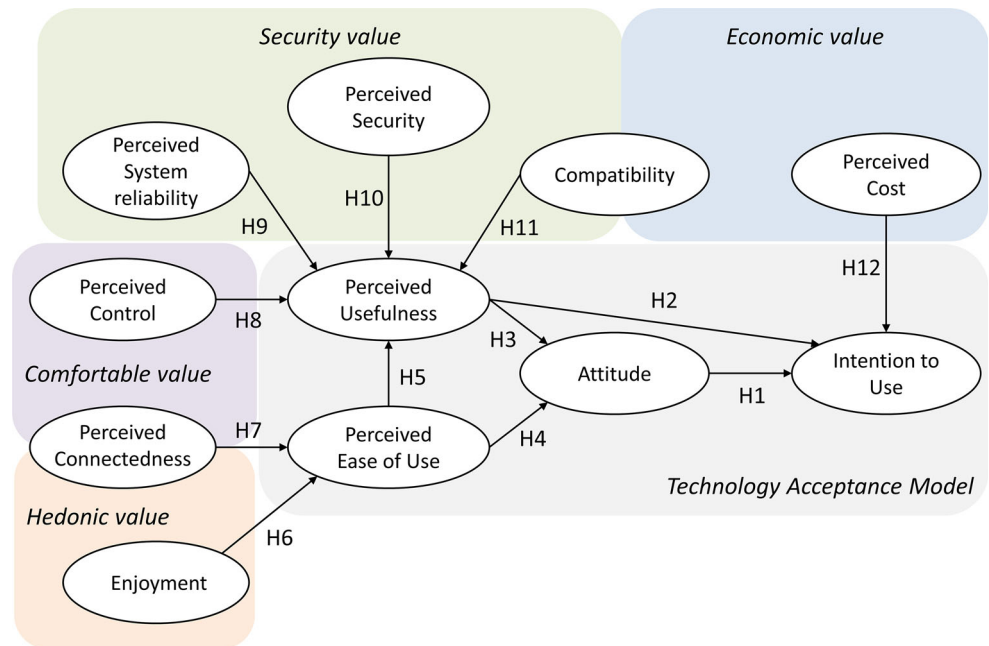 Security value
Economic value
Perceived
Security
Perceived
System
reliability
Compatibility
Perceived
Cost
H10
H9
H11
H12
Perceived
Control
Perceived
Usefulness
H8
H2
H3
Comfortable value
H5
Attitude
H1
Intention to
Use
Perceived
Connectedness
H7
Perceived
Ease of Use
H4
Technology Acceptance Model
Hedonic value
H6
Enjoyment